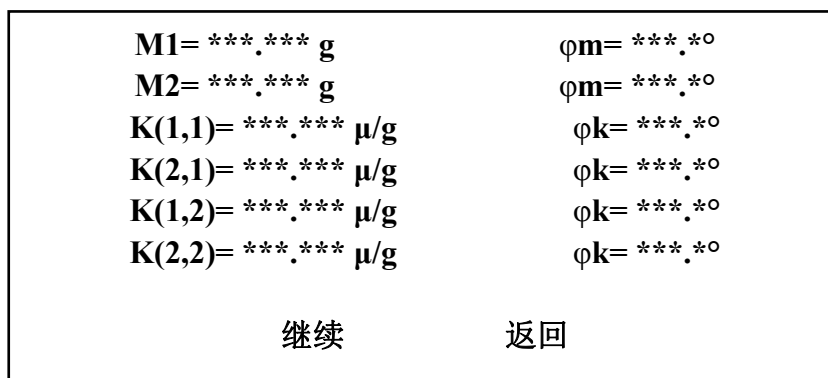 M1= ***.*** g φm= ***.*°
M2= ***.*** g φm= ***.*°
K(1,1)= ***.*** μ/g φk= ***.*°
K(2,1)= ***.*** μ/g φk= ***.*°
K(1,2)= ***.*** μ/g φk= ***.*°
K(2,2)= ***.*** μ/g φk= ***.*°
继续 返回